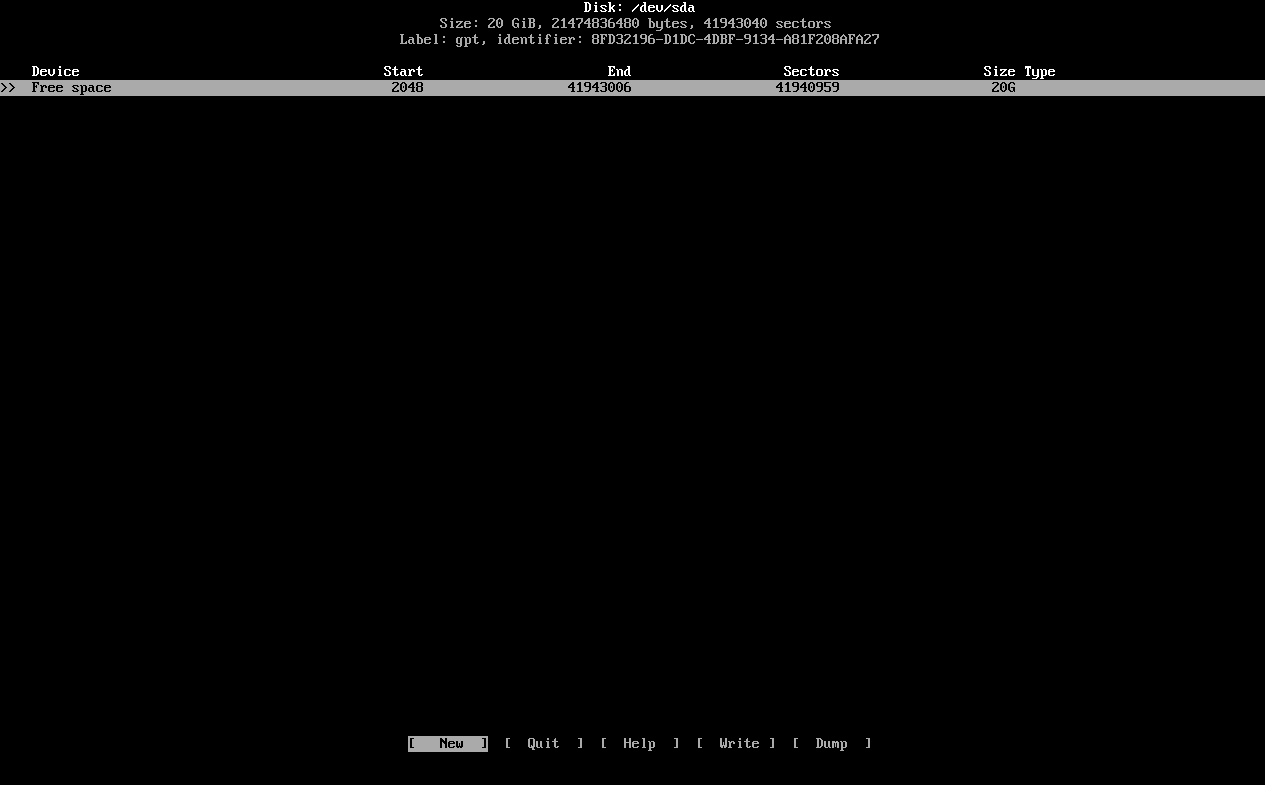 Disk: /dev/sda
Size: 20 GiB, 21474836480 bytes, 41943040 sectors
Label: gpt, identifier: 8FD32196-D1DC-4DBF-9134-A81F208AFA27
Device Start End Sectors Size Type
>> Free space 2048 41943006 41940959 20G
[ New ] [ Quit ] [ Help ] [ Write ] [ Dump ]